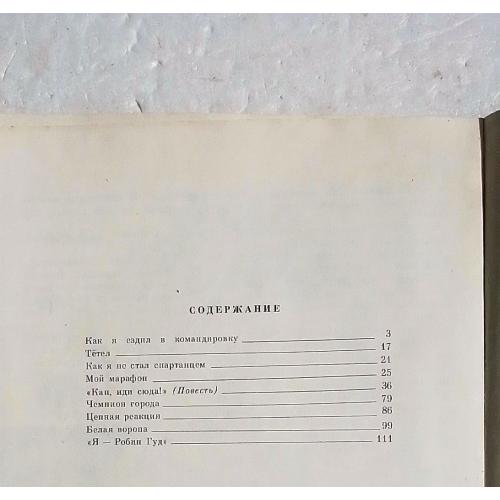 СОДЕРЖАНИЕ
Как я ездил в командировку 3
Тётел 17
Как я не стал спартанцем 21
Мой марафон 25
«Кап, иди сюда!» (Повесть) 36
Чемпион города 79
Цепная реакция 86
Белая ворона 99
«Я — Робин Гуд» 111